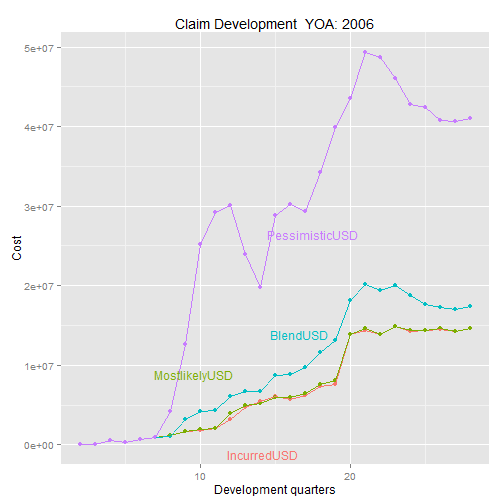 Claim Development YOA: 2006
5e+07
4e+07
3e+07
2e+07
1e+07
0e+00
Cost
PessimisticUSD
BlendUSD
MostlikelyUSD
IncurredUSD
10
20
Development quarters